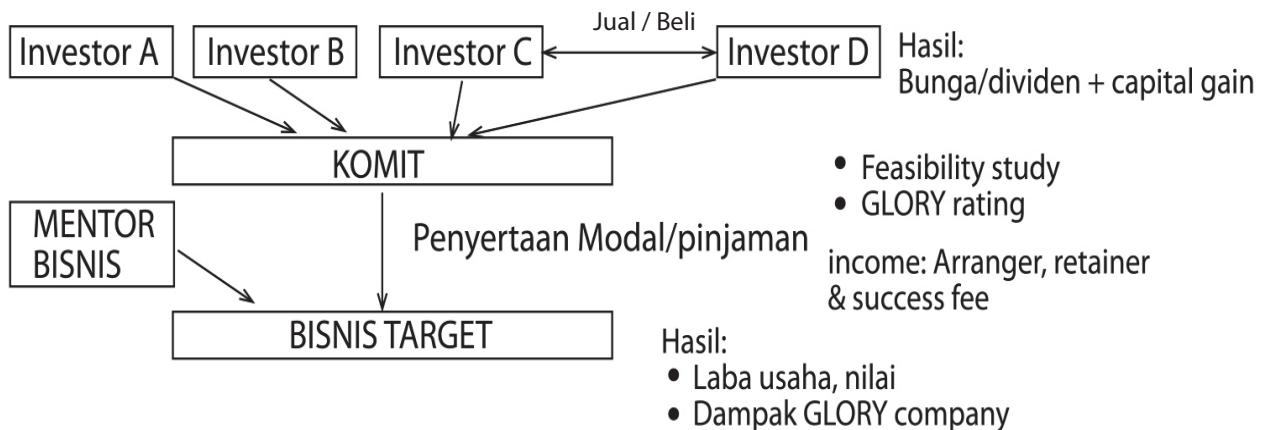 Jual / Beli
Investor A
Investor B
Investor C
Investor D
Hasil:
Bunga/dividen + capital gain
KOMIT
• Feasibility study
• GLORY rating
MENTOR
BISNIS
Penyertaan Modal/pinjaman
income: Arranger, retainer
& success fee
BISNIS TARGET
Hasil:
• Laba usaha, nilai
• Dampak GLORY company